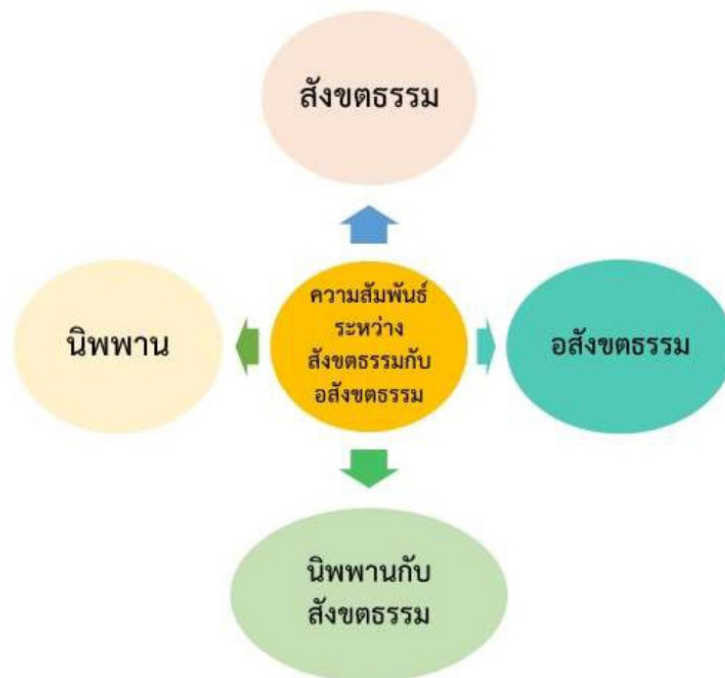 สังขตธรรม
นิพพาน
ความสัมพันธ์
ระหว่าง
สังขตธรรมกับ
อสังขตธรรม
อสังขตธรรม
นิพพานกับ
สังขตธรรม